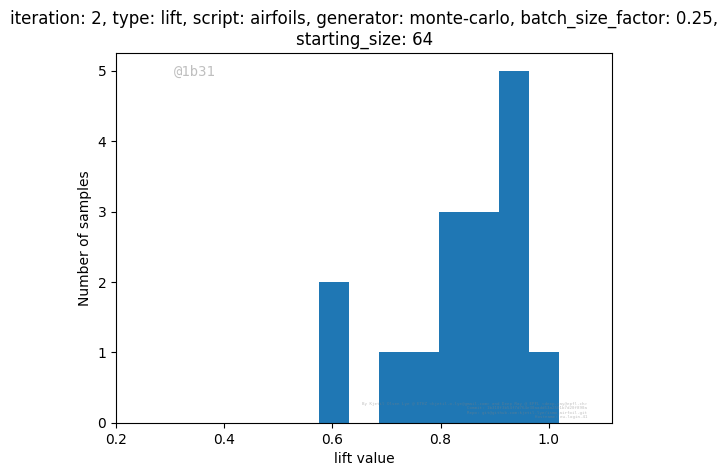 iteration: 2, type: lift, script: airfoils, generator: monte-carlo, batch_size_factor: 0.25,
starting_size: 64
@1b31
5
4
3
2
1
0
Number of samples
0.2 0.4 0.6 0.8 1.0
lift value